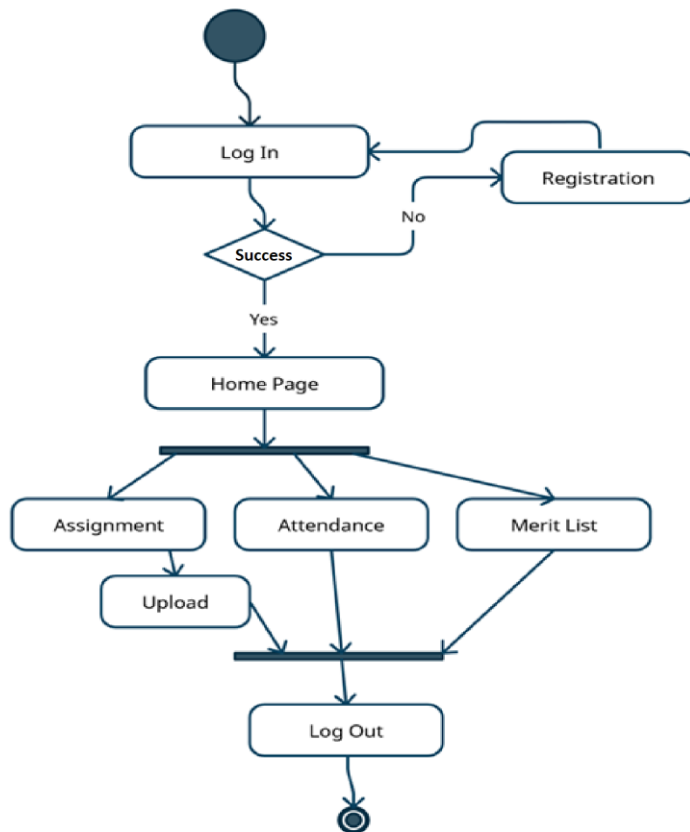 Log In
Registration
No
Success
Yes
Home Page
Assignment
Attendance
Merit List
Upload
Log Out